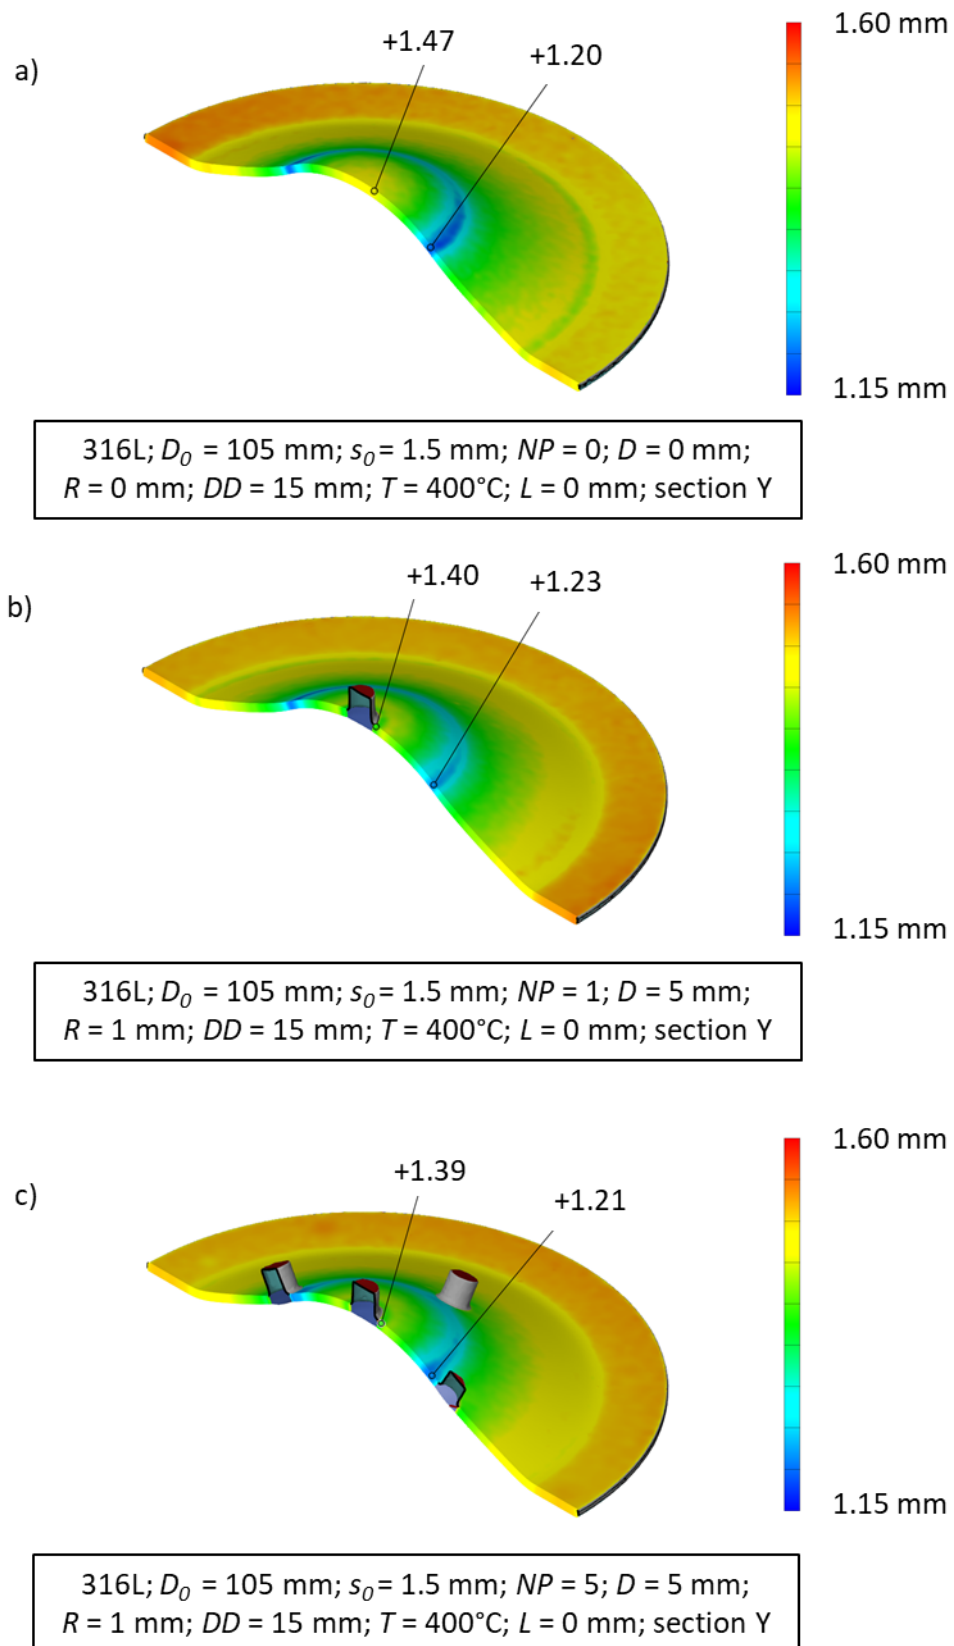 1.60 mm
+1.47
+1.20
a)
1.15 mm
316L; D₀ = 105 mm; s₀ = 1.5 mm; NP = 0; D = 0 mm;
R = 0 mm; DD = 15 mm; T = 400°C; L = 0 mm; section Y
1.60 mm
+1.40
+1.23
b)
1.15 mm
316L; D₀ = 105 mm; s₀ = 1.5 mm; NP = 1; D = 5 mm;
R = 1 mm; DD = 15 mm; T = 400°C; L = 0 mm; section Y
1.60 mm
+1.39
c)
+1.21
1.15 mm
316L; D₀ = 105 mm; s₀ = 1.5 mm; NP = 5; D = 5 mm;
R = 1 mm; DD = 15 mm; T = 400°C; L = 0 mm; section Y